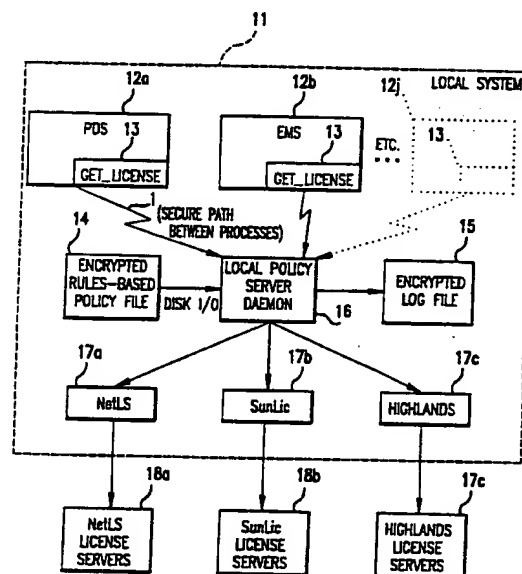 11
12a
12b
12j
LOCAL SYSTEM
PDS
13
GET_LICENSE
EMS
13
GET_LICENSE
ETC.
13
1
(SECURE PATH
BETWEEN PROCESSES)
14
15
ENCRYPTED
RULES-BASED
POLICY FILE
DISK I/O
LOCAL POLICY
SERVER
DAEMON
16
ENCRYPTED
LOG FILE
17a
17b
17c
NetLS
SunLic
HIGHLANDS
18a
18b
17c
NetLS
LICENSE
SERVERS
SunLic
LICENSE
SERVERS
HIGHLANDS
LICENSE
SERVERS